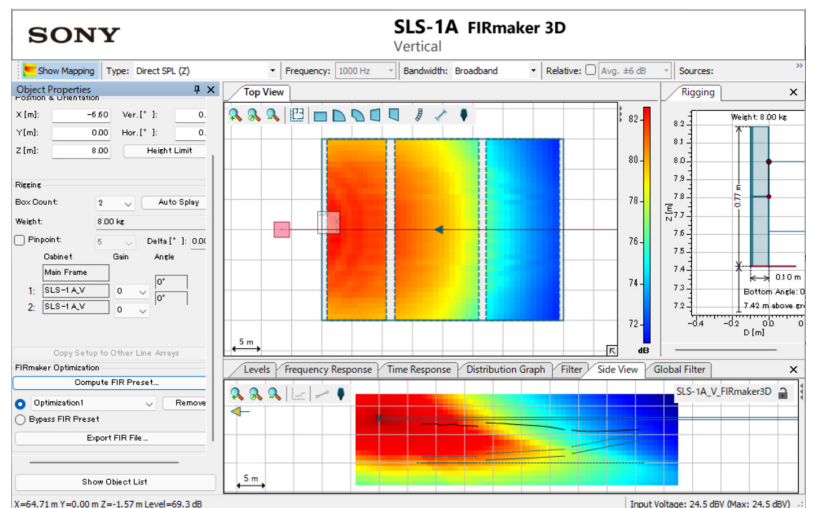 SONY
SLS-1A FIRmaker 3D
Vertical
Show Mapping Type: Direct SPL (Z) Frequency: 1000 Hz Bandwidth: Broadband Relative: Avg. ±6 dB Sources: »
Object Properties
Position & Orientation
X [m]: -6.60 Ver.[° ]: 0.
Y[m]: 0.00 Hor.[° ]: 0.
Z [m]: 8.00 Height Limit
Rigging
Box Count: 2 Auto Splay
Weight: 8.00 kg
Pinpoint: 5 Delta [° ]: 0.00
Cabinet Gain Angle
Main Frame
0°
1: SLS-1 A_V 0
0°
2: SLS-1 A_V 0
Copy Setup to Other Line Arrays
FIRmaker Optimization
Compute FIR Preset...
Optimization1 Remove
Bypass FIR Preset
Export FIR File...
Show Object List
Top View
5 m
82
80
78
76
74
72
dB
Rigging
Weight: 8.00 kg
8.2
8.1
8.0
7.9
7.8
7.7
7.6
7.5
7.4
7.3
7.2
Z [m]
0.77 m
0.10 m
Bottom Angle: 0
7.42 m above gr
-0.4 -0.2 0.0 0
D [m]
Levels Frequency Response Time Response Distribution Graph Filter Side View Global Filter
SLS-1A_V_FIRmaker3D
5 m
X=64.71 m Y=0.00 m Z=-1.57 m Level=69.3 dB
Input Voltage: 24.5 dBV (Max: 24.5 dBV)